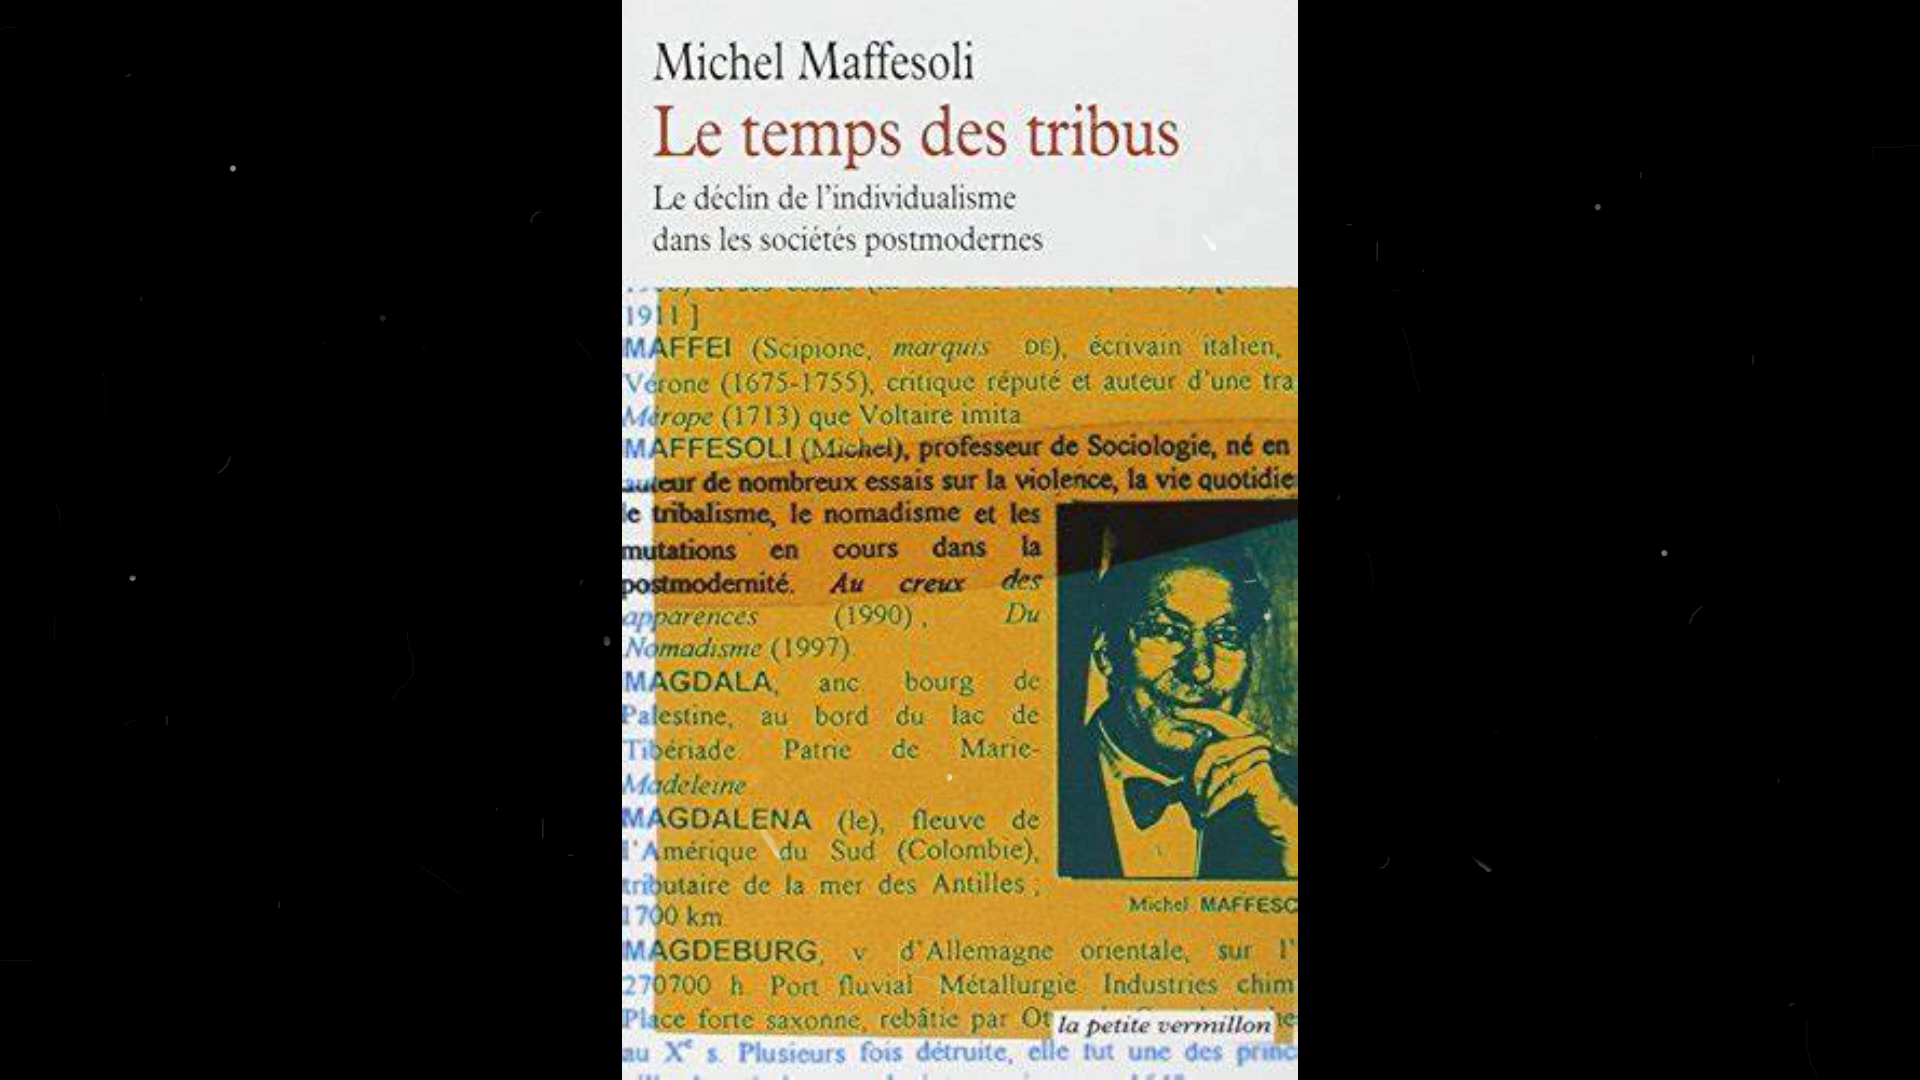 Michel Maffesoli
Le temps des tribus
Le déclin de l'individualisme
dans les sociétés postmodernes
1911 ]
MAFFEI (Scipione, marquis DE), écrivain italien,
Vérone (1675-1755), critique réputé et auteur d'une tra
Mérope (1713) que Voltaire imita
MAFFESOLI (Michel), professeur de Sociologie, né en
auteur de nombreux essais sur la violence, la vie quotidie
le tribalisme, le nomadisme et les
mutations en cours dans la
postmodernité. Au creux des
apparences (1990), Du
Nomadisme (1997).
MAGDALA, anc bourg de
Palestine, au bord du lac de
Tibériade. Patrie de Marie-
Madeleine
MAGDALENA (le), fleuve de
l'Amérique du Sud (Colombie),
tributaire de la mer des Antilles ;
1700 km.
Michel MAFFESO
MAGDEBURG, v d'Allemagne orientale, sur l'
270700 h. Port fluvial Métallurgie Industries chim
Place forte saxonne, rebâtie par Ot
la petite vermillon
au Xe s. Plusieurs fois détruite, elle fut une des princ